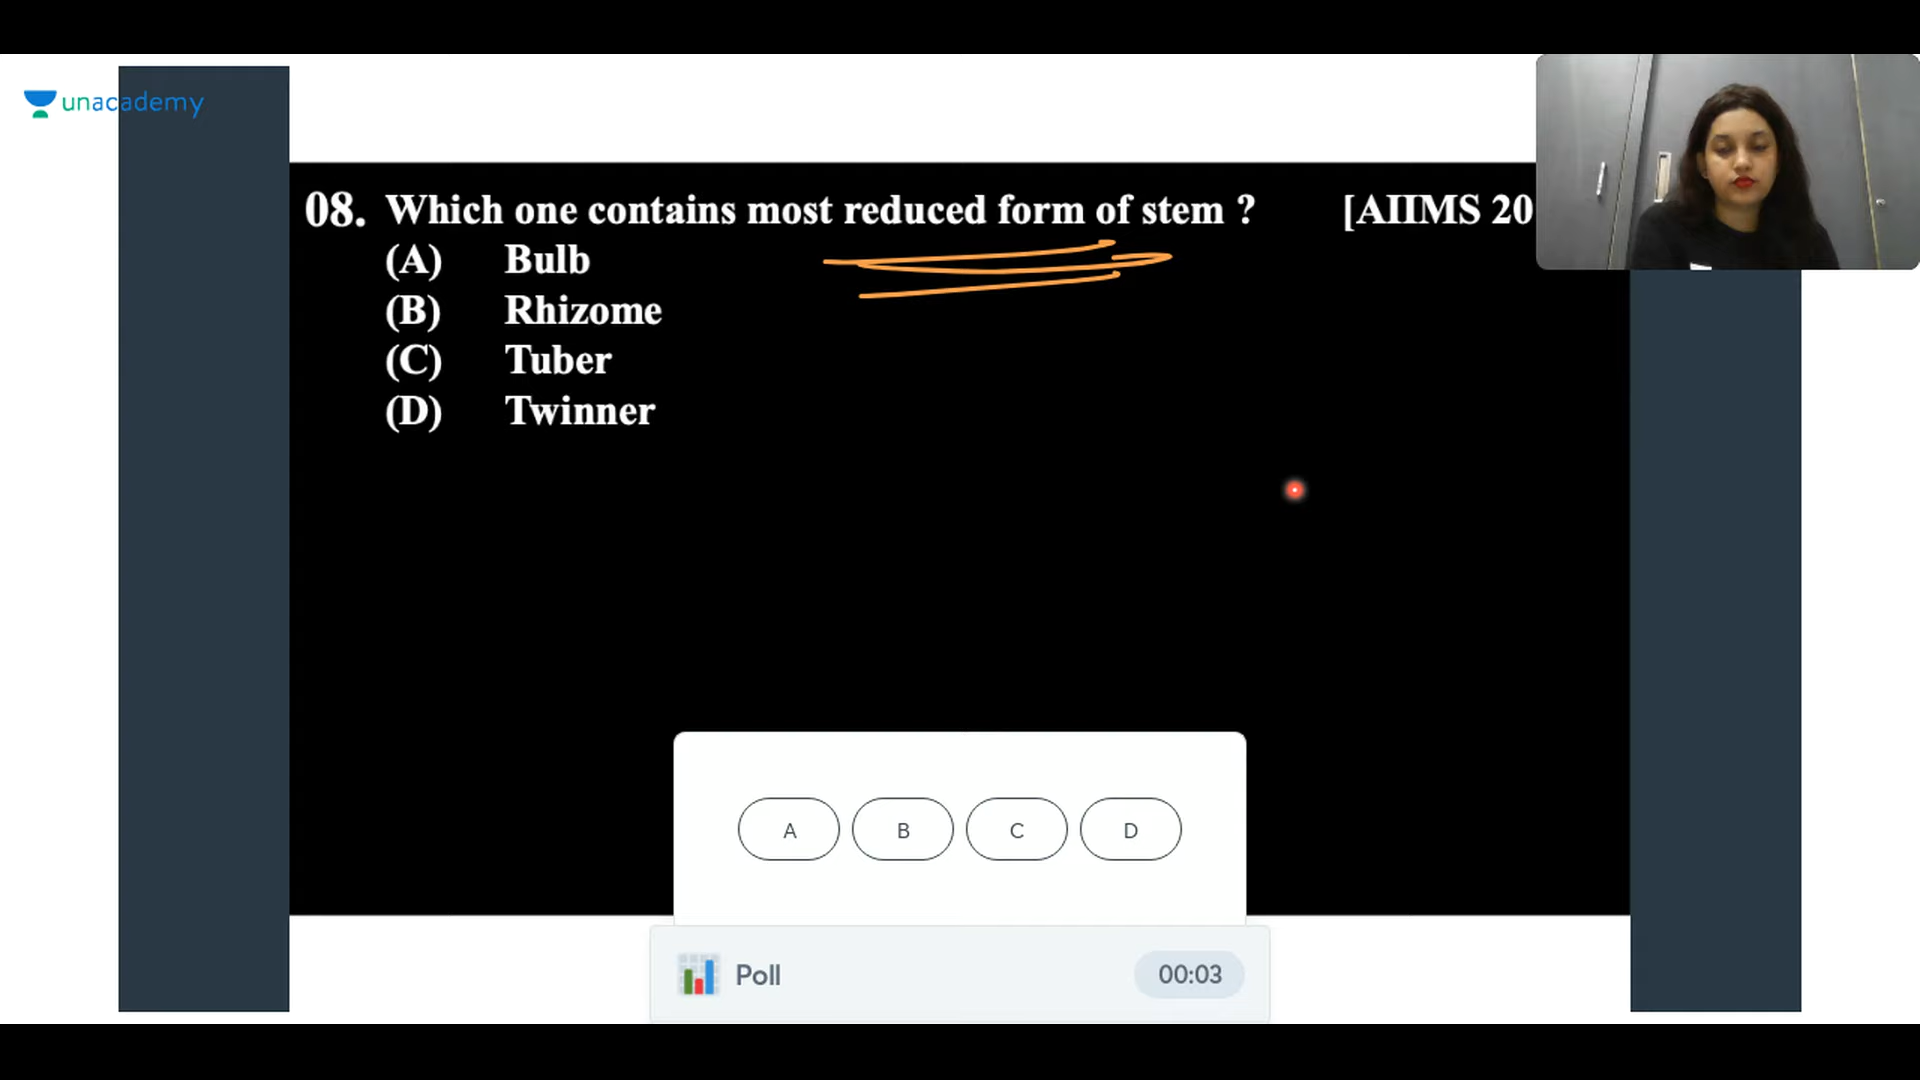 unacademy
08. Which one contains most reduced form of stem ? [AIIMS 20
(A) Bulb
(B) Rhizome
(C) Tuber
(D) Twinner
A B C D
Poll 00:03